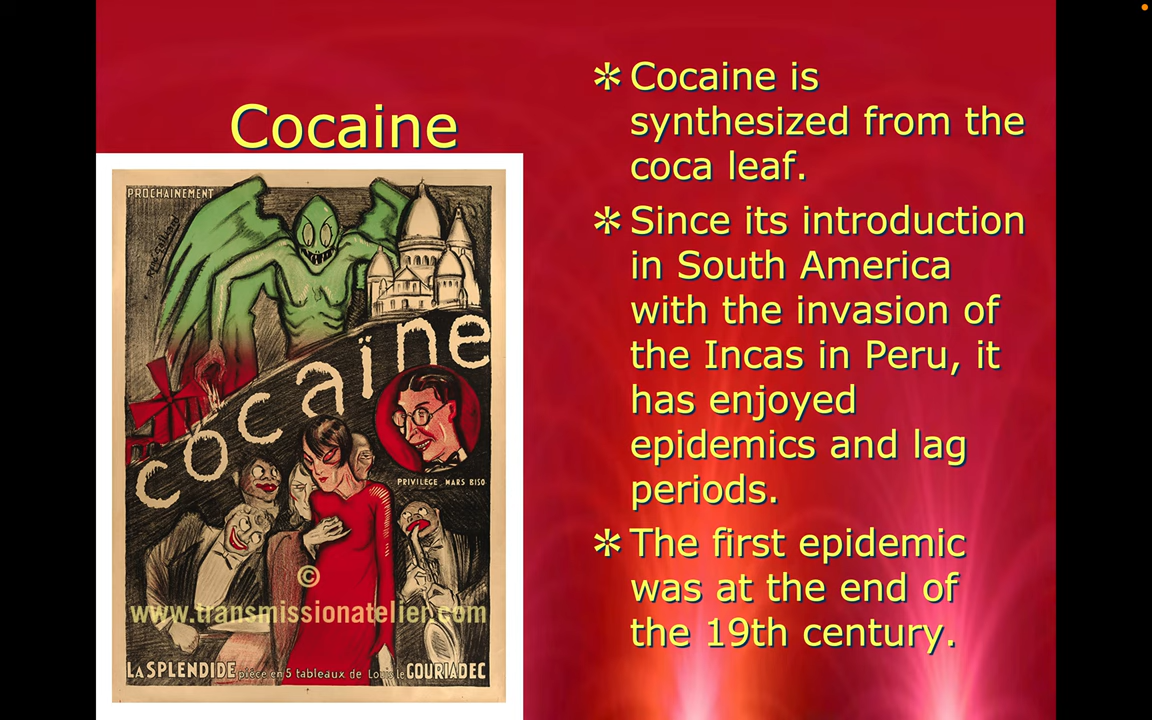 Cocaine
PROCHAINEMENT
cocaïne
PRIVILEGE. MARS BISO
©
www.transmissionatelier.com
LA SPLENDIDE pièce en 5 tableaux de Louis le GOURIADEC
✲ Cocaine is
synthesized from the
coca leaf.
✲ Since its introduction
in South America
with the invasion of
the Incas in Peru, it
has enjoyed
epidemics and lag
periods.
✲ The first epidemic
was at the end of
the 19th century.